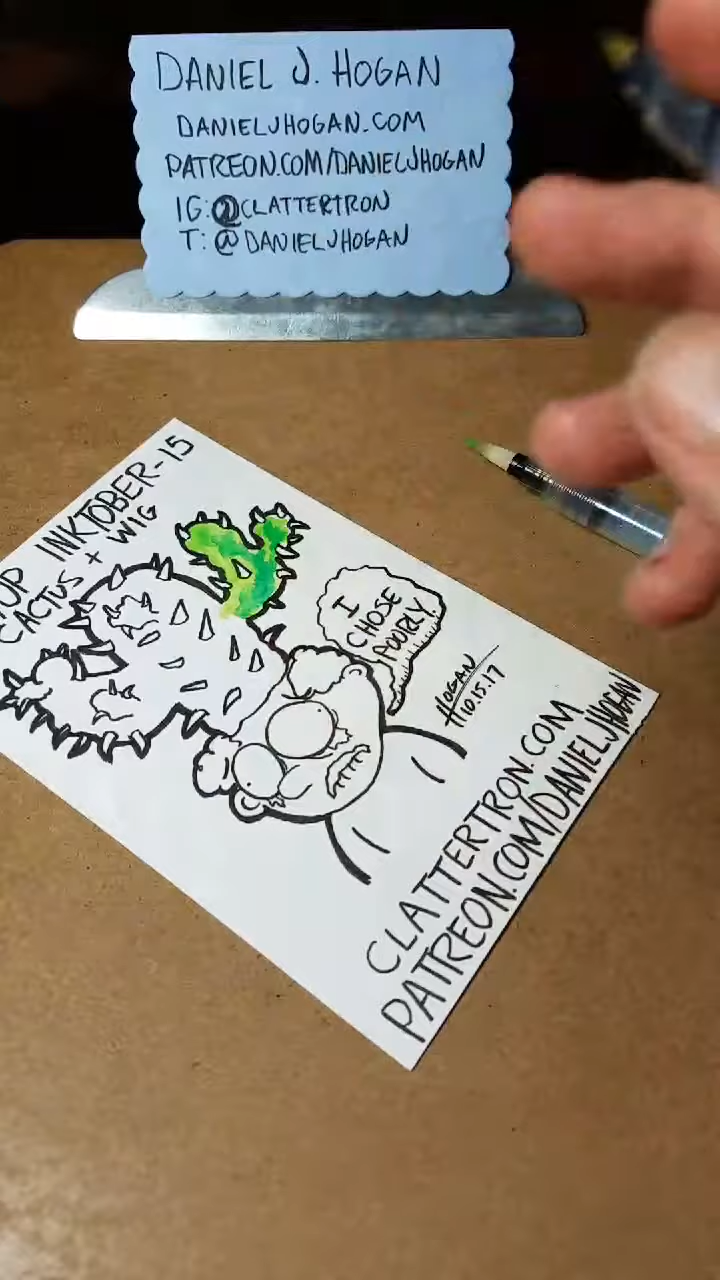 DANIEL J. HOGAN
DANIELJHOGAN.COM
PATREON.COM/DANIELJHOGAN
IG: @CLATTERTRON
T: @DANIELJHOGAN
INKTOBER-15
CACTUS + WIG
I
CHOSE
POORLY.
HOGAN
10.15.17
CLATTERTRON.COM
PATREON.COM/DANIELJHOGAN